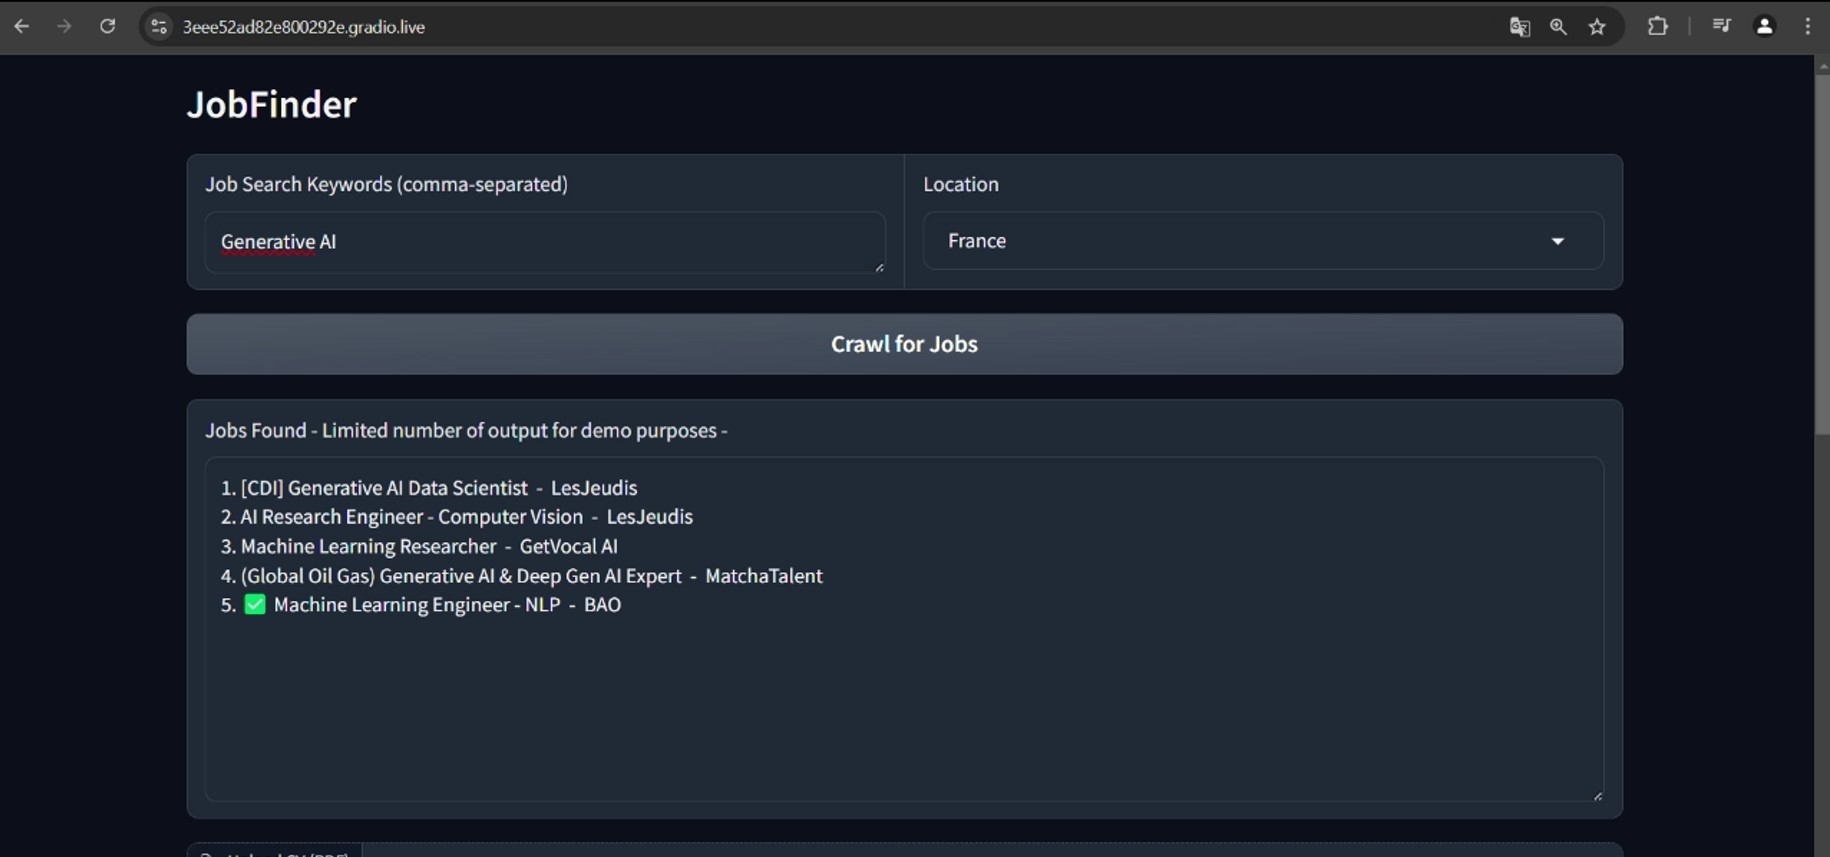 3eee52ad82e800292e.gradio.live
JobFinder
Job Search Keywords (comma-separated)
Location
Generative AI
France
Crawl for Jobs
Jobs Found - Limited number of output for demo purposes -
1. [CDI] Generative AI Data Scientist - LesJeudis
2. AI Research Engineer - Computer Vision - LesJeudis
3. Machine Learning Researcher - GetVocal AI
4. (Global Oil Gas) Generative AI & Deep Gen AI Expert - MatchaTalent
5. ✅ Machine Learning Engineer - NLP - BAO